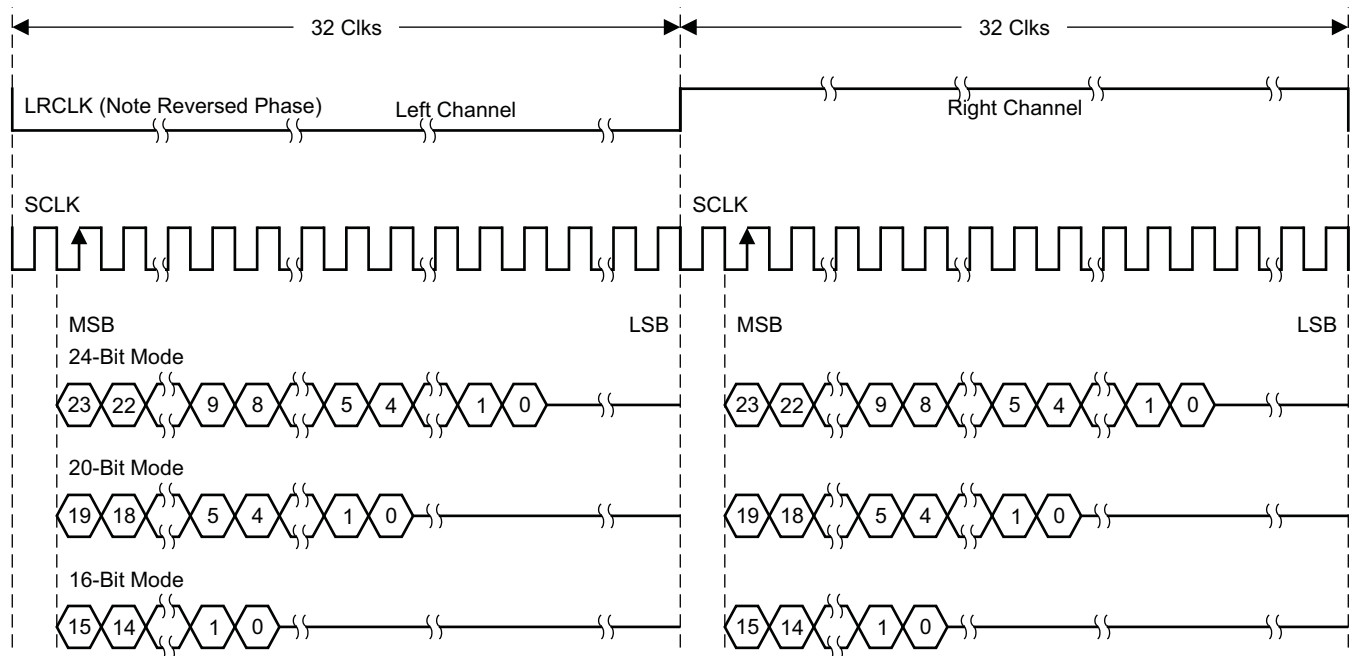 32 Clks 32 Clks
LRCLK (Note Reversed Phase) Left Channel Right Channel
SCLK SCLK
MSB LSB MSB LSB
24-Bit Mode
23 22 9 8 5 4 1 0 23 22 9 8 5 4 1 0
20-Bit Mode
19 18 5 4 1 0 19 18 5 4 1 0
16-Bit Mode
15 14 1 0 15 14 1 0